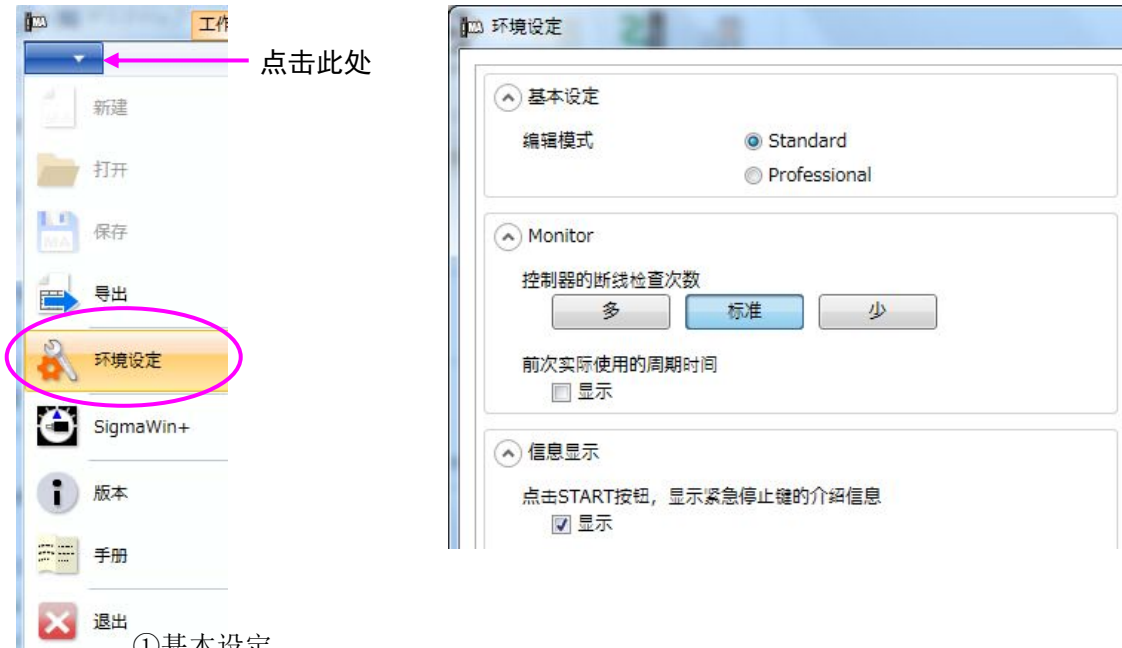 工作
点击此处
新建
打开
保存
导出
环境设定
SigmaWin+
版本
手册
退出
①基本设定
环境设定
基本设定
编辑模式
Standard
Professional
Monitor
控制器的断线检查次数
多 标准 少
前次实际使用的周期时间
显示
信息显示
点击START按钮，显示紧急停止键的介绍信息
显示